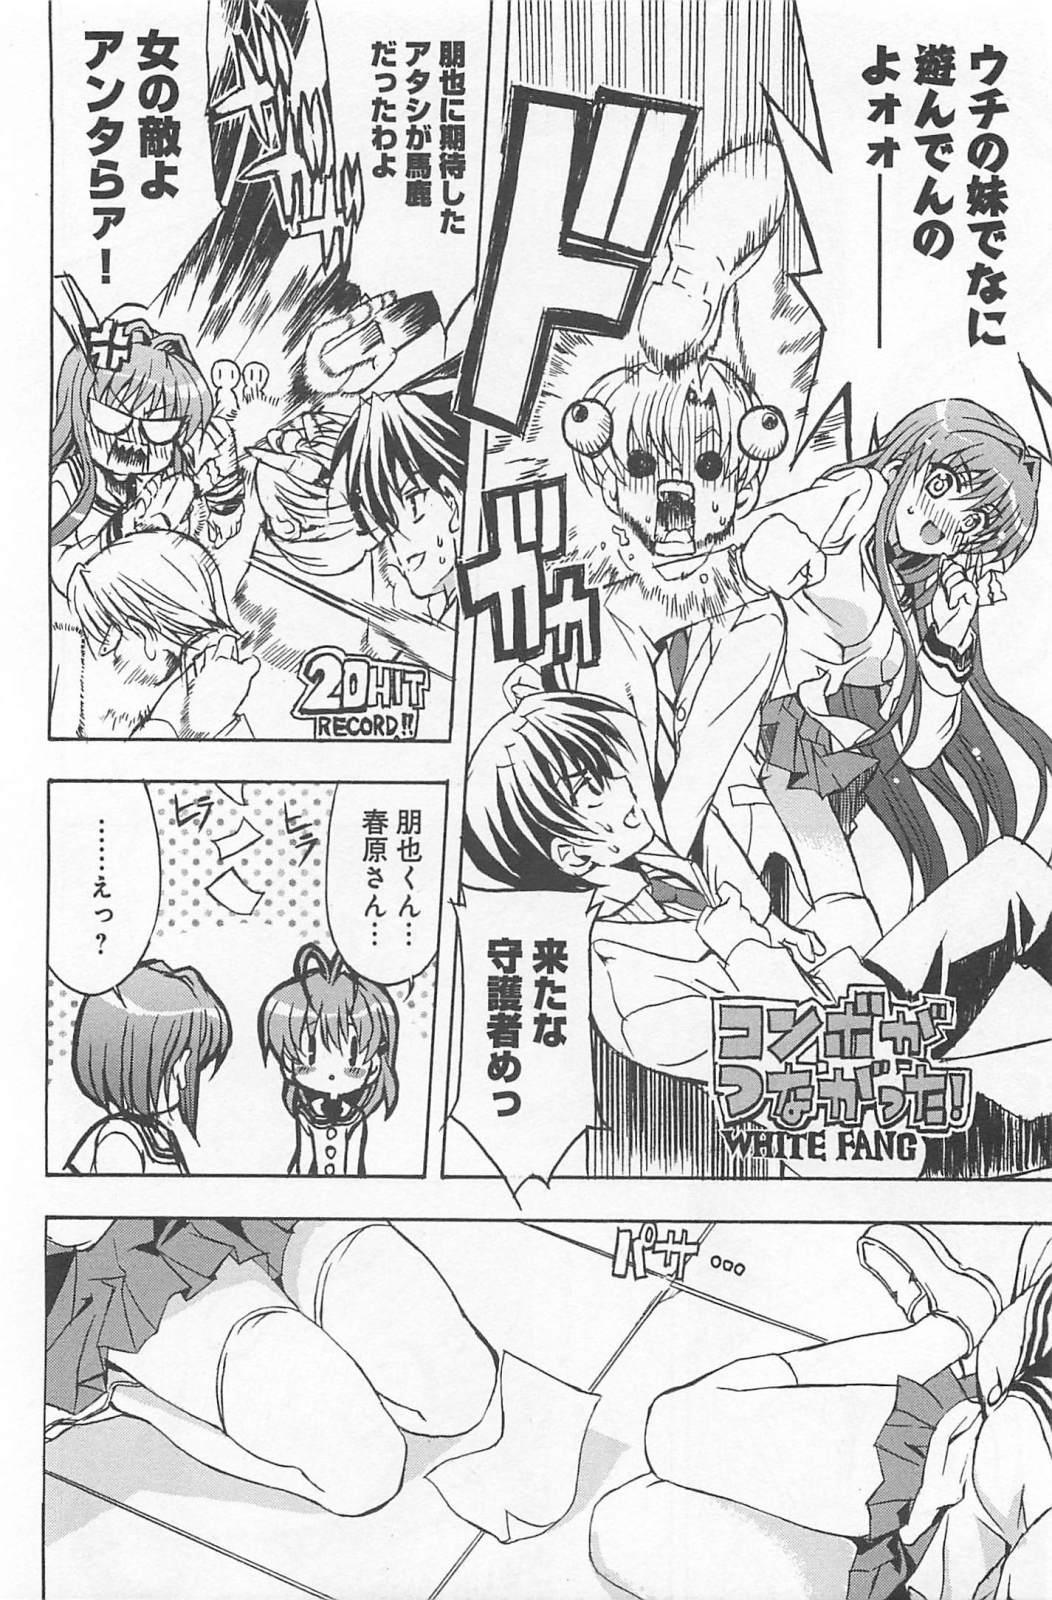 ウチの妹でなに
遊んでんの
よォォ――
ドドガガ
来たな
守護者めっ
コンボが
つながった!
WHITE FANG
朋也に期待した
アタシが馬鹿
だったわよ
女の敵よ
アンタらァ!
20HIT
RECORD!!
朋也くん…
春原さん…
ヒラ
ヒラ
……えっ?
パサ…